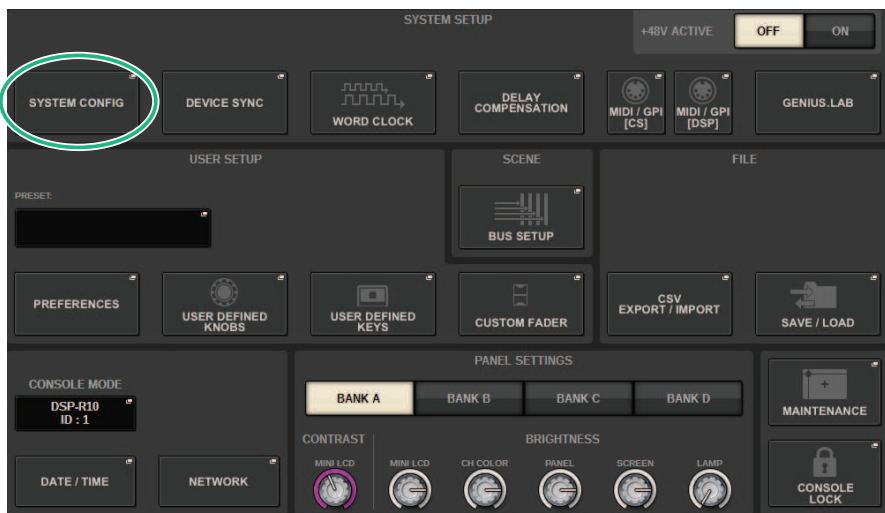 SYSTEM SETUP
+48V ACTIVE
OFF
ON
SYSTEM CONFIG
DEVICE SYNC
WORD CLOCK
DELAY
COMPENSATION
MIDI / GPI
[CS]
MIDI / GPI
[DSP]
GENIUS.LAB
USER SETUP
SCENE
FILE
PRESET:
BUS SETUP
PREFERENCES
USER DEFINED
KNOBS
USER DEFINED
KEYS
CUSTOM FADER
CSV
EXPORT / IMPORT
SAVE / LOAD
PANEL SETTINGS
CONSOLE MODE
DSP-R10
ID : 1
BANK A
BANK B
BANK C
BANK D
MAINTENANCE
CONTRAST
BRIGHTNESS
MINI LCD
MINI LCD
CH COLOR
PANEL
SCREEN
LAMP
DATE / TIME
NETWORK
CONSOLE
LOCK